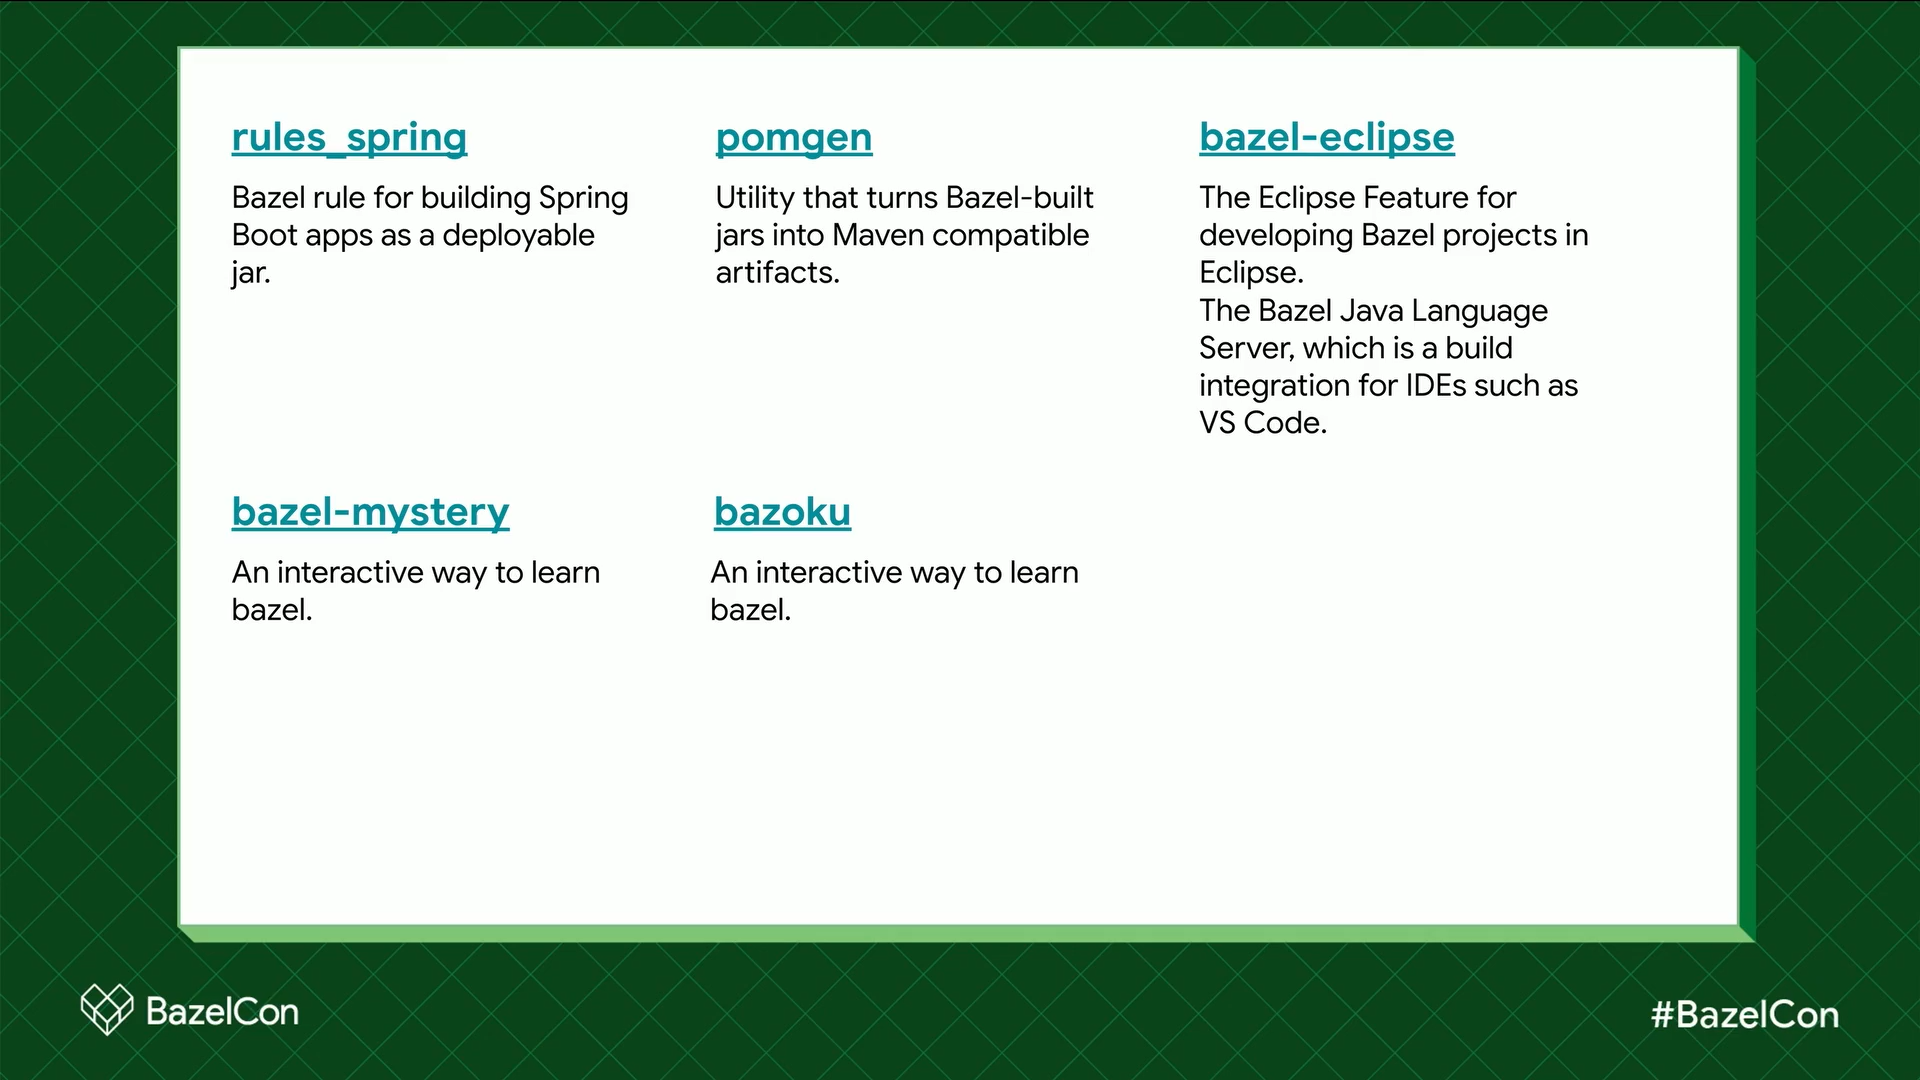 rules_spring
Bazel rule for building Spring
Boot apps as a deployable
jar.
pomgen
Utility that turns Bazel-built
jars into Maven compatible
artifacts.
bazel-eclipse
The Eclipse Feature for
developing Bazel projects in
Eclipse.
The Bazel Java Language
Server, which is a build
integration for IDEs such as
VS Code.
bazel-mystery
An interactive way to learn
bazel.
bazoku
An interactive way to learn
bazel.
BazelCon
#BazelCon